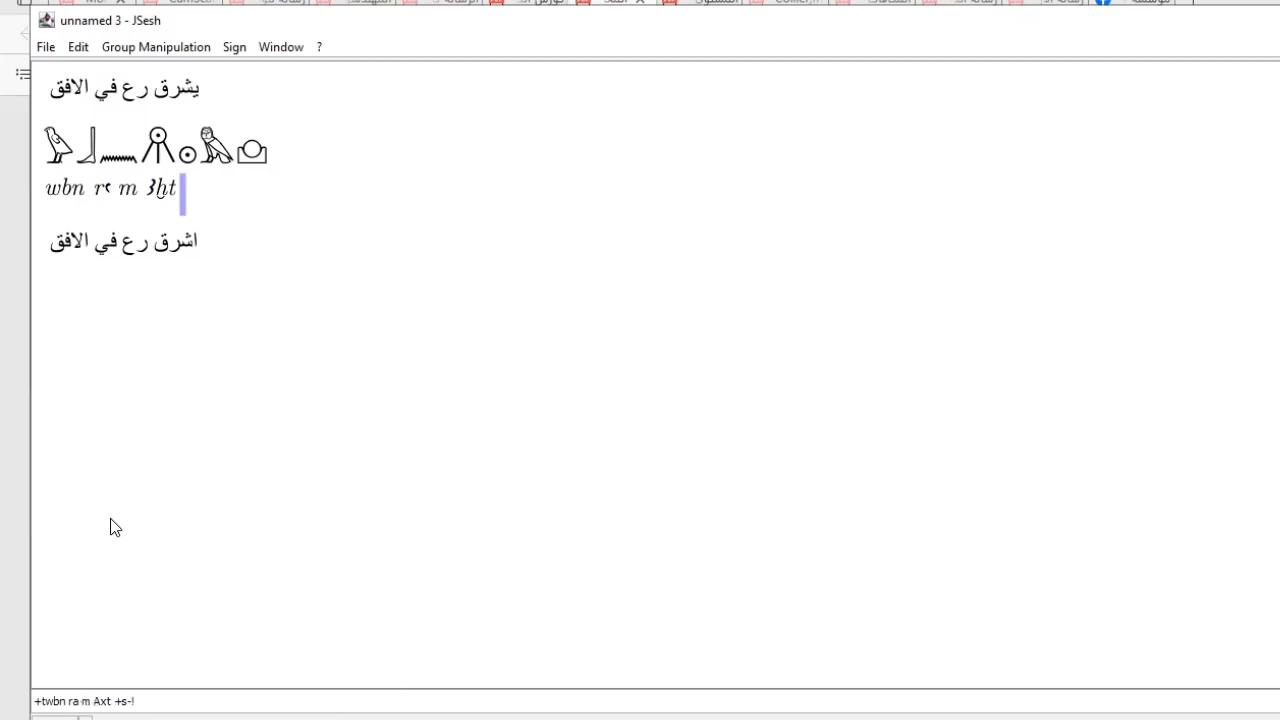 unnamed 3 - JSesh
File Edit Group Manipulation Sign Window ?
يشرق رع في الافق
𓅱𓃀𓈖𓇶𓇳𓅓𓈌
wbn rꜥ m ꜣḫt
اشرق رع في الافق
+twbn ra m Axt +s-!